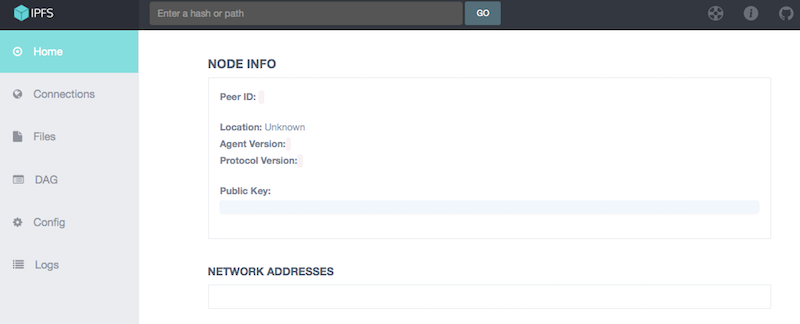 IPFS
Enter a hash or path
GO
Home
Connections
Files
DAG
Config
Logs
NODE INFO
Peer ID:
Location: Unknown
Agent Version:
Protocol Version:
Public Key:
NETWORK ADDRESSES